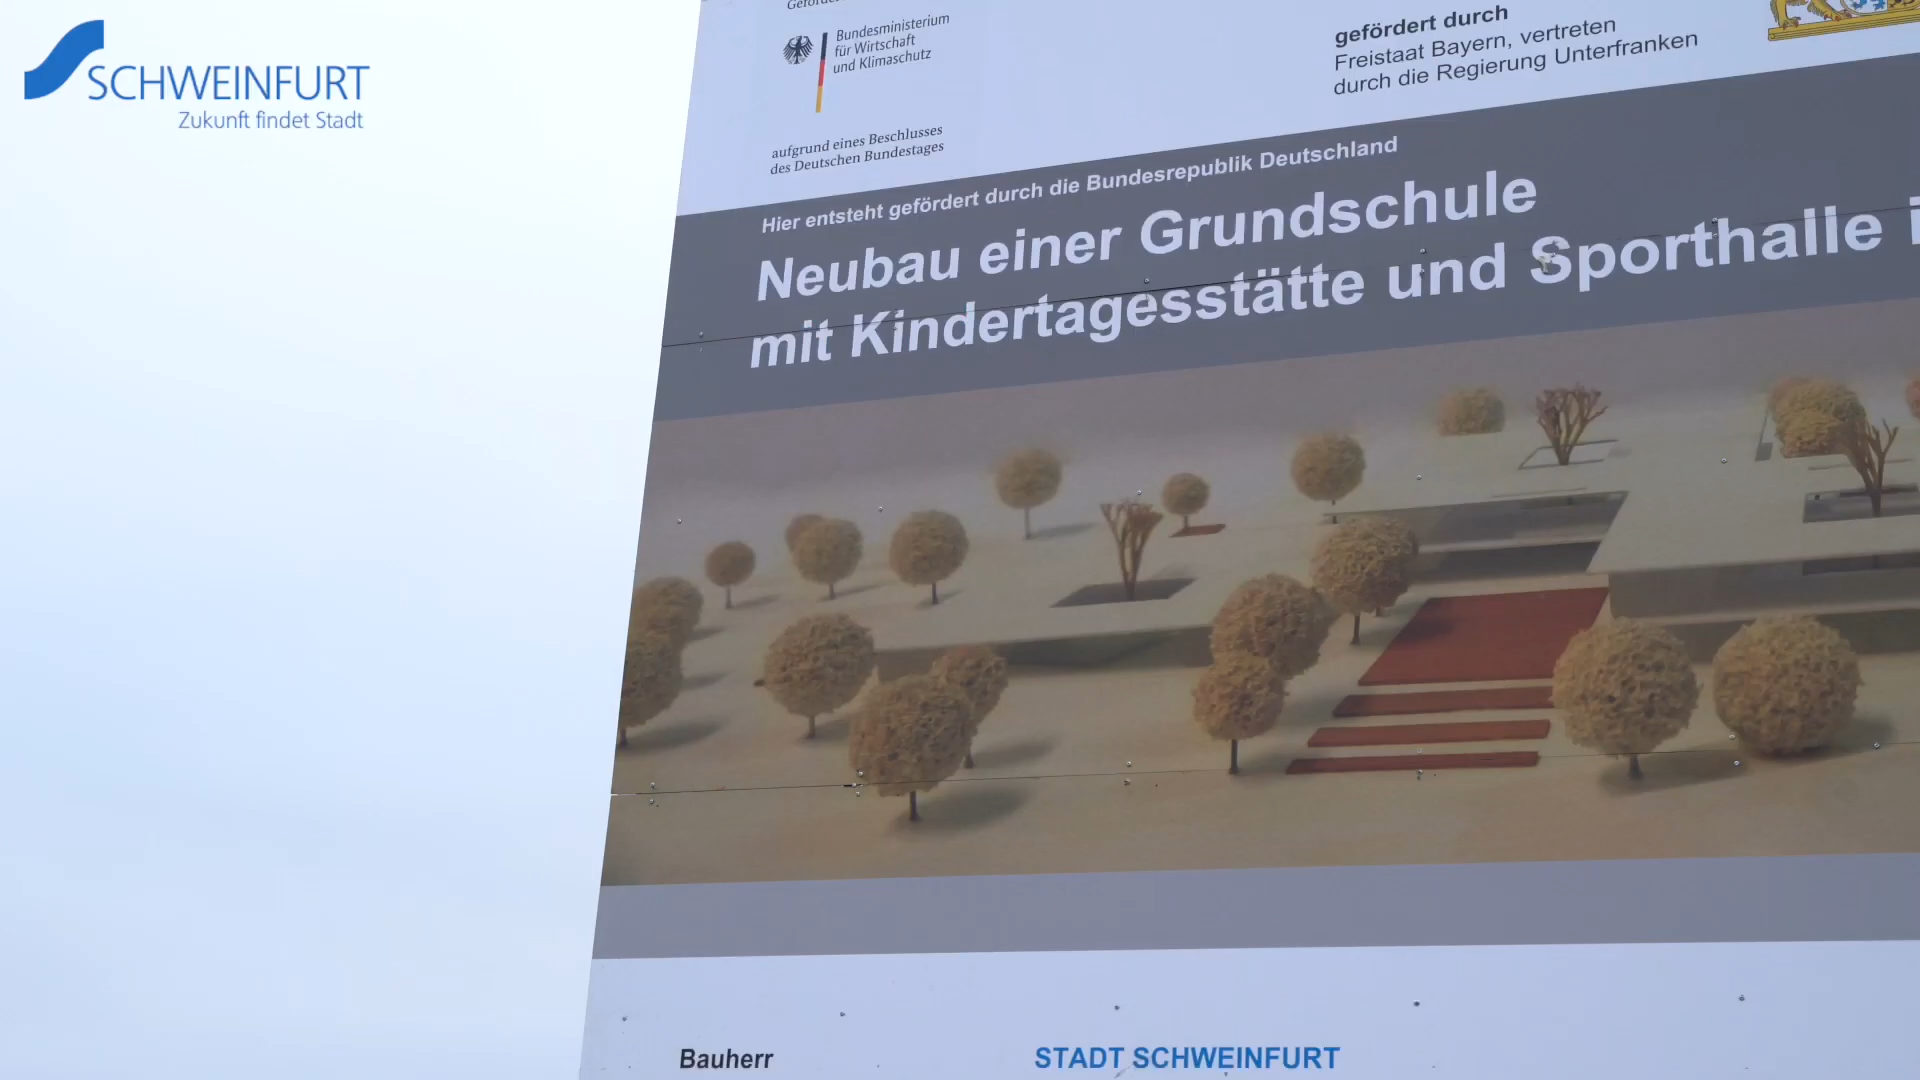 SCHWEINFURT
Zukunft findet Stadt
Bundesministerium
für Wirtschaft
und Klimaschutz
aufgrund eines Beschlusses
des Deutschen Bundestages
gefördert durch
Freistaat Bayern, vertreten
durch die Regierung Unterfranken
Hier entsteht gefördert durch die Bundesrepublik Deutschland
Neubau einer Grundschule
mit Kindertagesstätte und Sporthalle
Bauherr
STADT SCHWEINFURT